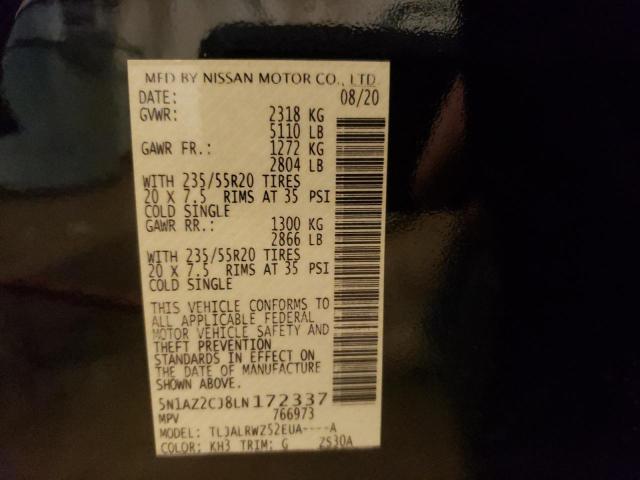 MFD BY NISSAN MOTOR CO., LTD.
DATE: 08/20
GVWR: 2318 KG
5110 LB
GAWR FR.: 1272 KG
2804 LB
WITH 235/55R20 TIRES
20 X 7.5 RIMS AT 35 PSI
COLD SINGLE
GAWR RR.: 1300 KG
2866 LB
WITH 235/55R20 TIRES
20 X 7.5 RIMS AT 35 PSI
COLD SINGLE
THIS VEHICLE CONFORMS TO
ALL APPLICABLE FEDERAL
MOTOR VEHICLE SAFETY AND
THEFT PREVENTION
STANDARDS IN EFFECT ON
THE DATE OF MANUFACTURE
SHOWN ABOVE.
5N1AZ2CJ8LN172337
MPV 766973
MODEL: TLJALRWZ52EUA----A
COLOR: KH3 TRIM: G ZS30A